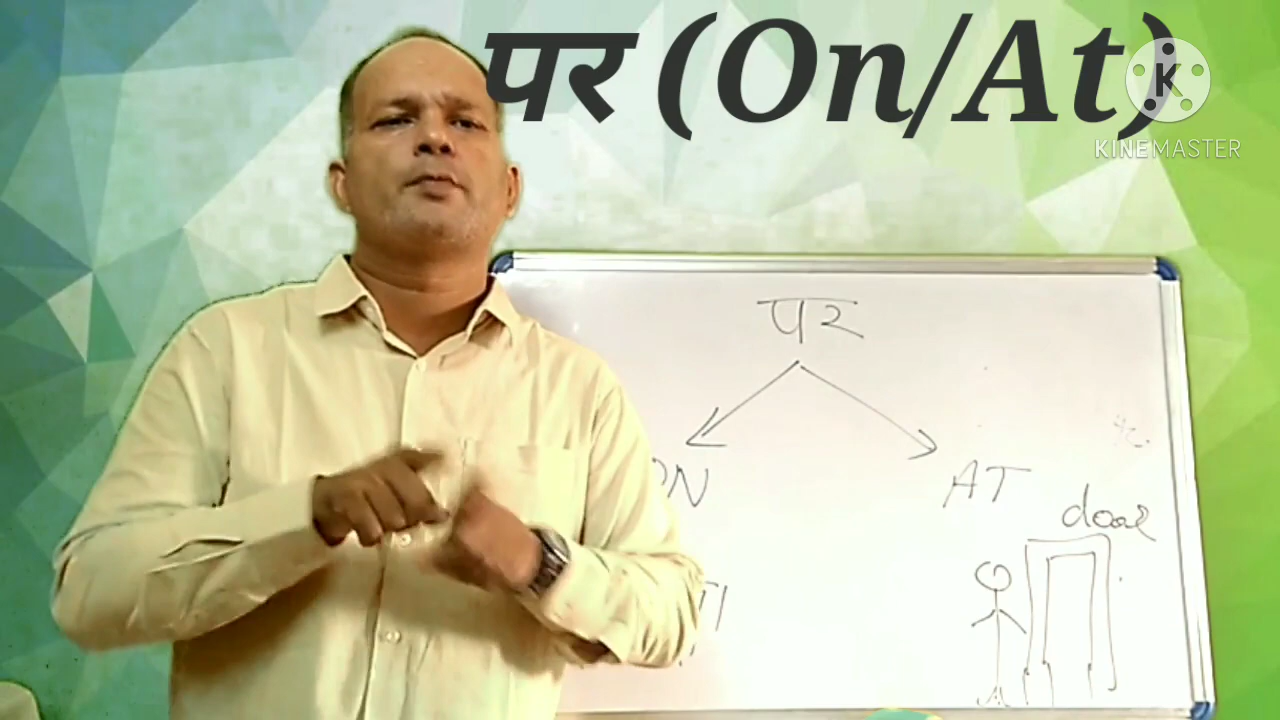 पर (On/At)
K
KINEMASTER
पर
ON
AT
door